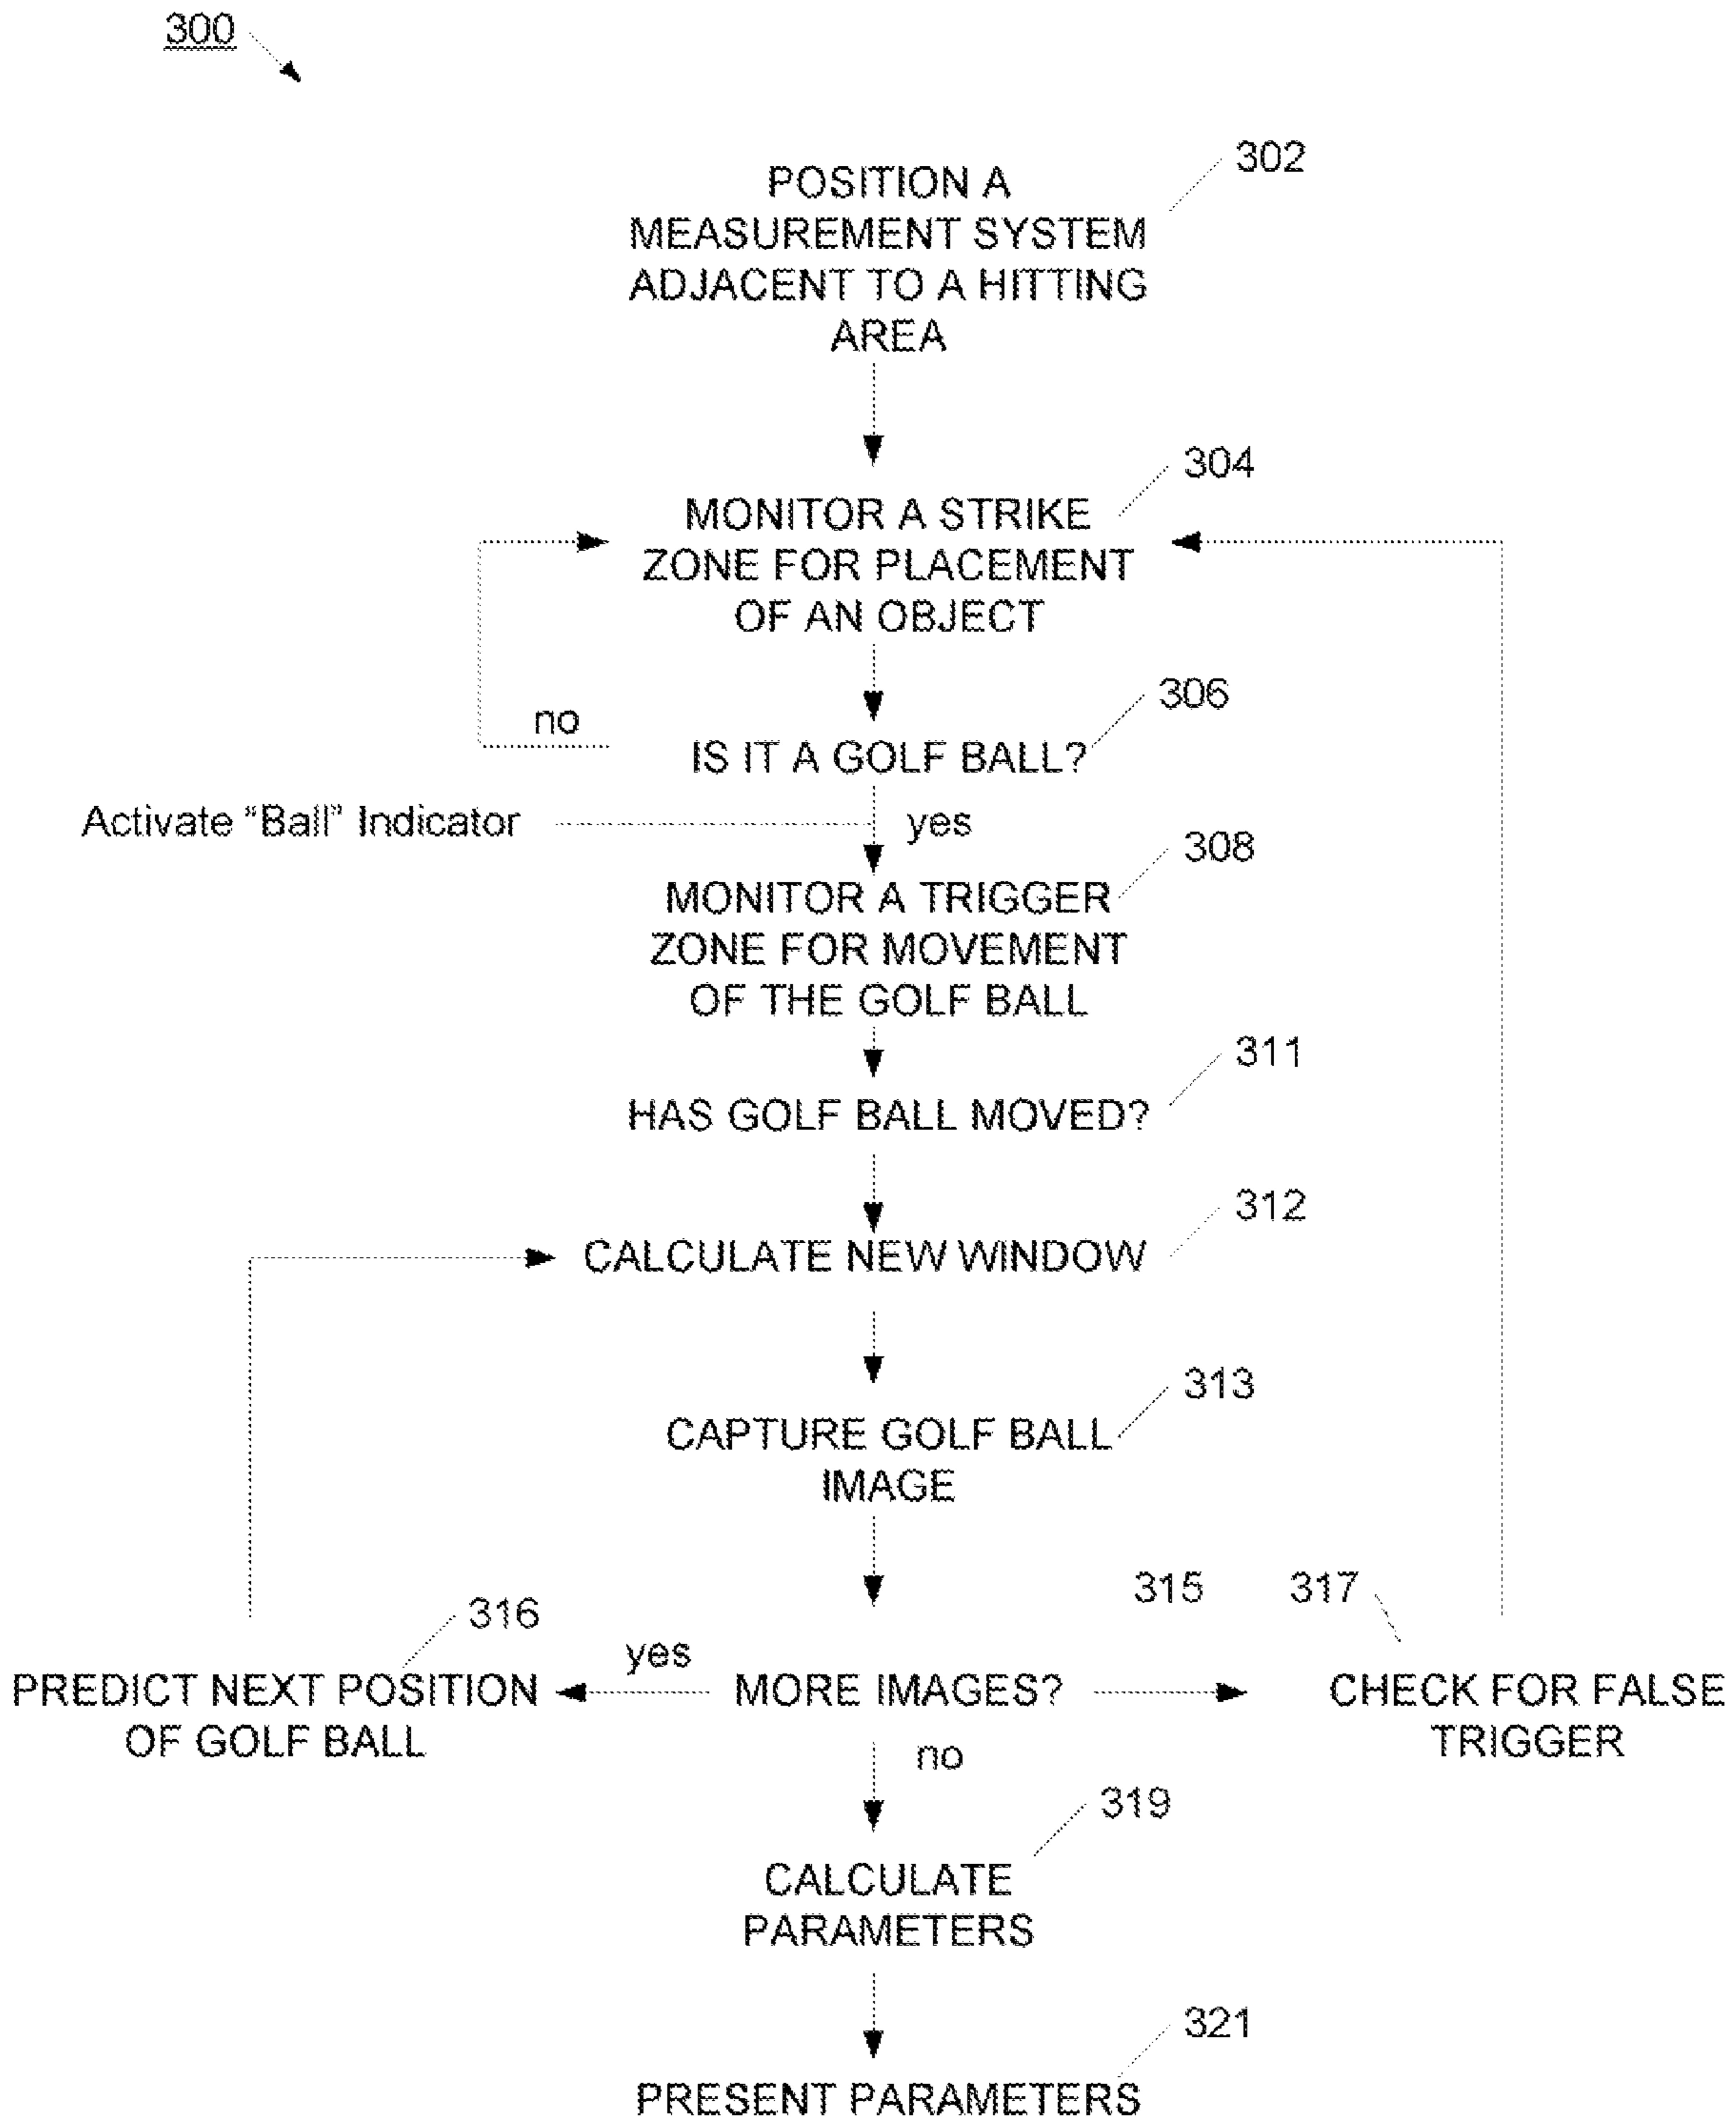 300
302
POSITION A
MEASUREMENT SYSTEM
ADJACENT TO A HITTING
AREA
304
MONITOR A STRIKE
ZONE FOR PLACEMENT
OF AN OBJECT
306
no
IS IT A GOLF BALL?
Activate “Ball” Indicator
yes
308
MONITOR A TRIGGER
ZONE FOR MOVEMENT
OF THE GOLF BALL
311
HAS GOLF BALL MOVED?
312
CALCULATE NEW WINDOW
313
CAPTURE GOLF BALL
IMAGE
315
317
316
yes
PREDICT NEXT POSITION
OF GOLF BALL
MORE IMAGES?
CHECK FOR FALSE
TRIGGER
no
319
CALCULATE
PARAMETERS
321
PRESENT PARAMETERS